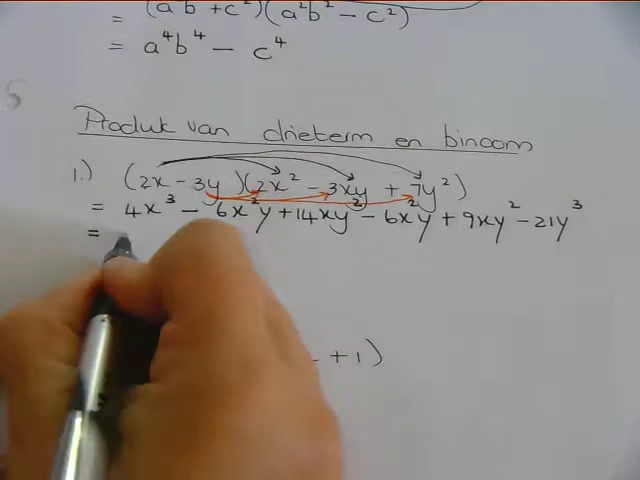 = (a²b² + c²)(a²b² - c²)
= a⁴b⁴ - c⁴
Produk van drieterm en binoom
1.) (2x - 3y)(2x² - 3xy + 7y²)
= 4x³ - 6x²y + 14xy² - 6x²y + 9xy² - 21y³
=
+ 1)